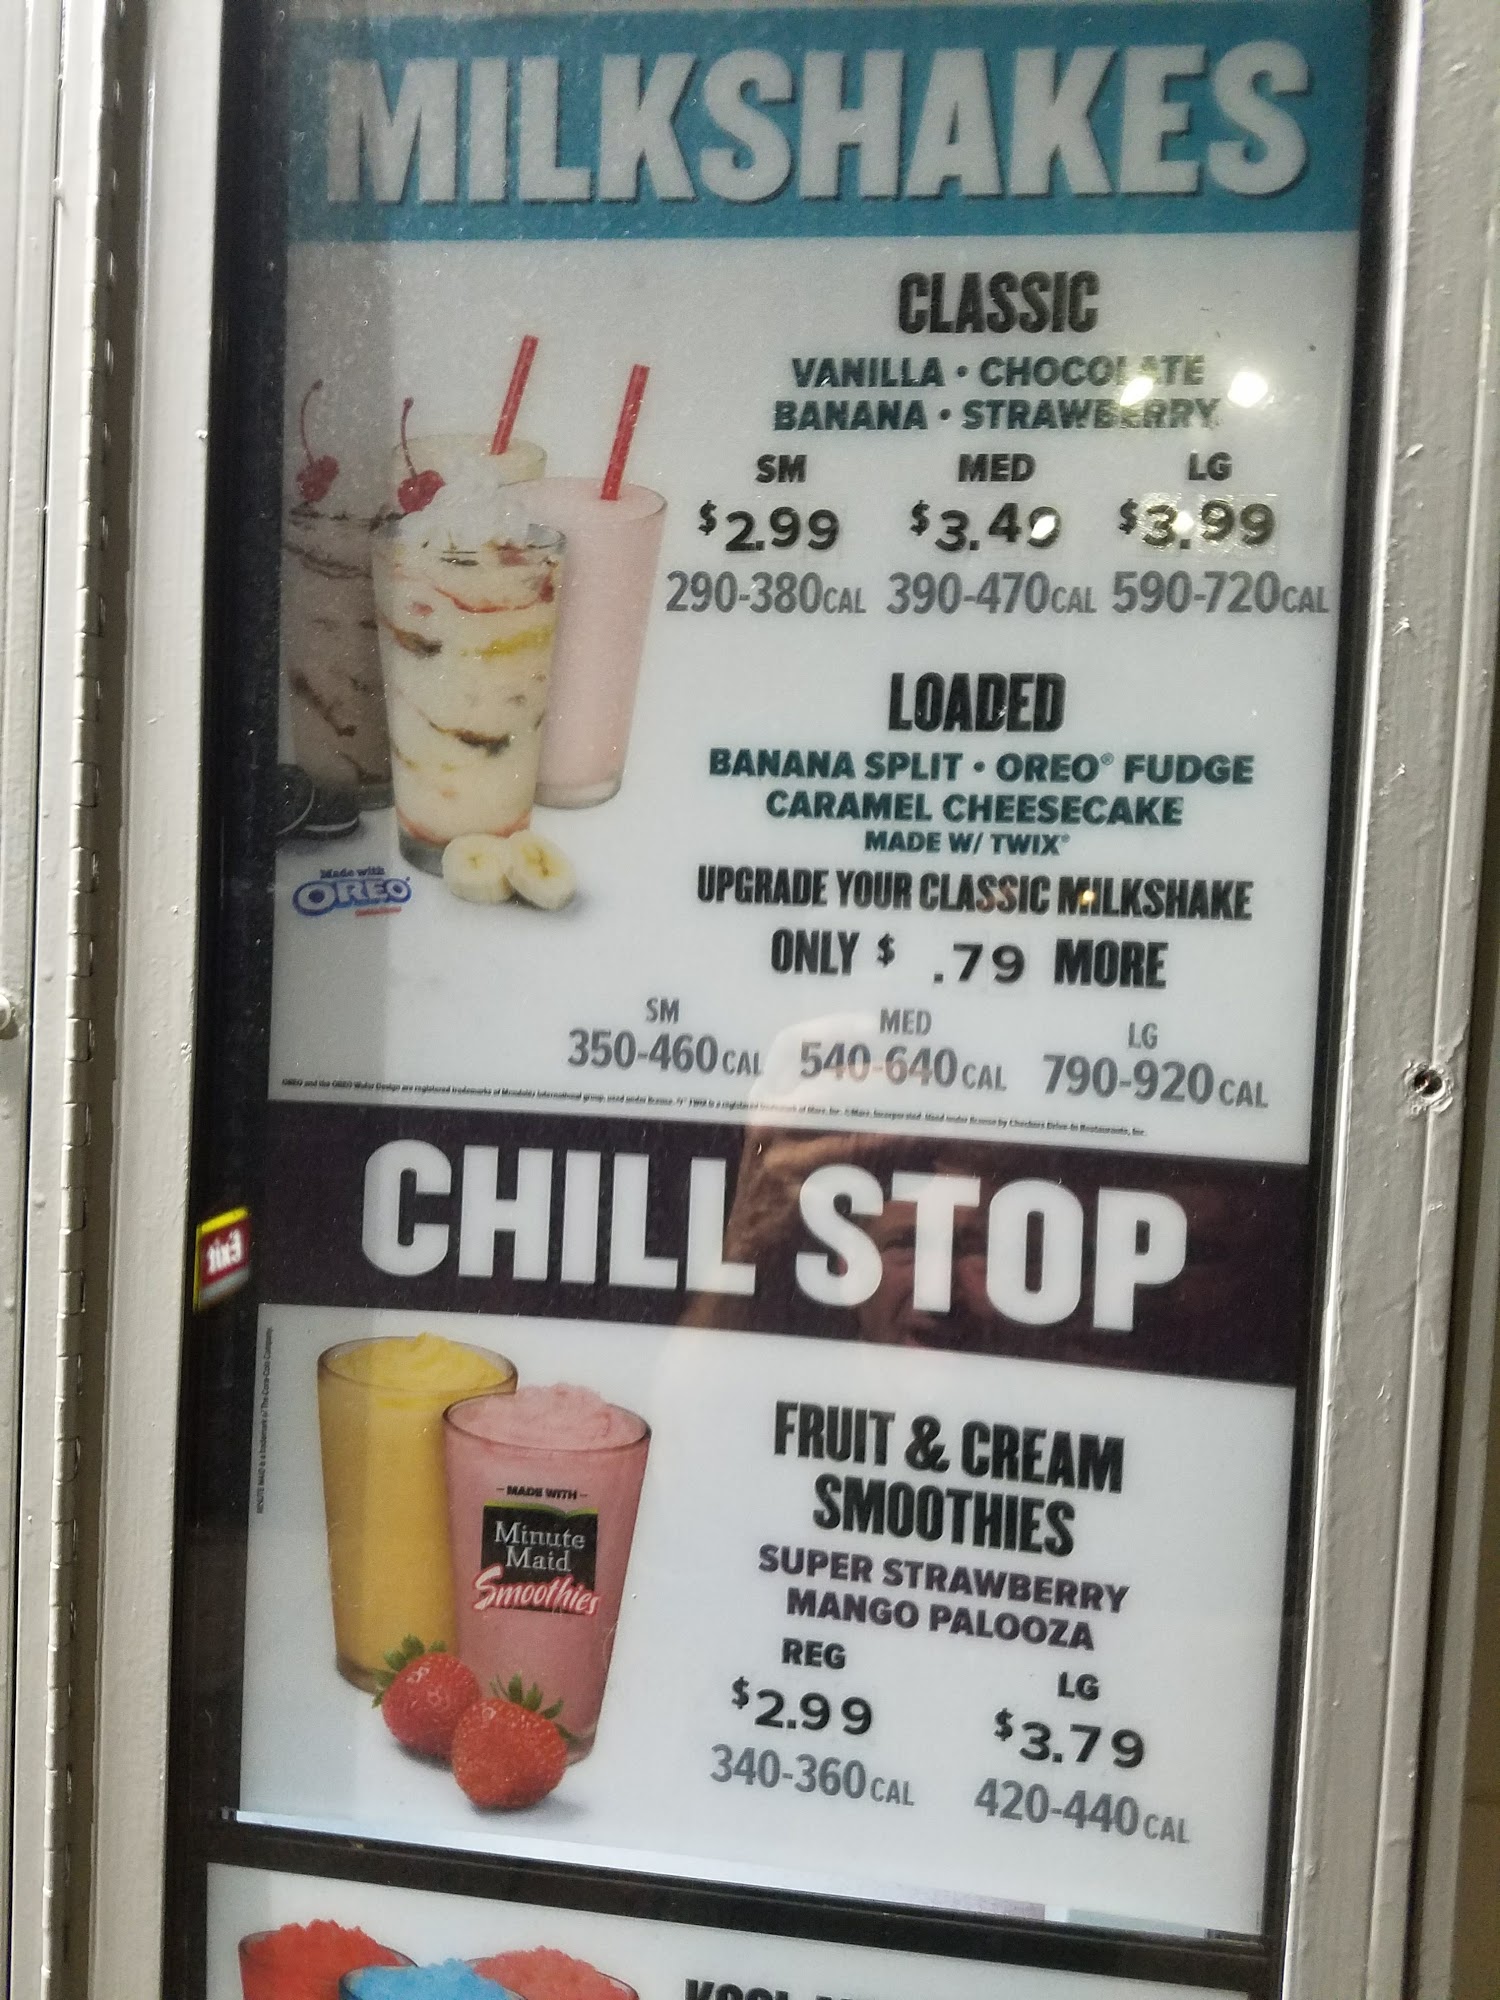 MILKSHAKES
CLASSIC
VANILLA • CHOCOLATE
BANANA • STRAWBERRY
SM MED LG
$2.99 $3.49 $3.99
290-380CAL 390-470CAL 590-720CAL
LOADED
BANANA SPLIT • OREO® FUDGE
CARAMEL CHEESECAKE
MADE W/ TWIX®
UPGRADE YOUR CLASSIC MILKSHAKE
ONLY $ .79 MORE
Made with
OREO
SM MED LG
350-460CAL 540-640CAL 790-920CAL
CHILL STOP
Exit
FRUIT & CREAM
SMOOTHIES
SUPER STRAWBERRY
MANGO PALOOZA
REG LG
$2.99 $3.79
340-360CAL 420-440CAL
– MADE WITH –
Minute
Maid
Smoothies